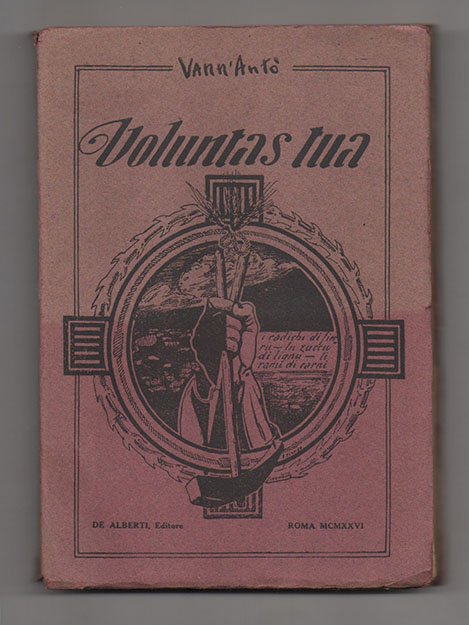 Vann'Antò
Voluntas tua
i radichi di fier
ru — lu zuccu
di lignu — li
rami di carni
DE ALBERTI, Editore ROMA MCMXXVI